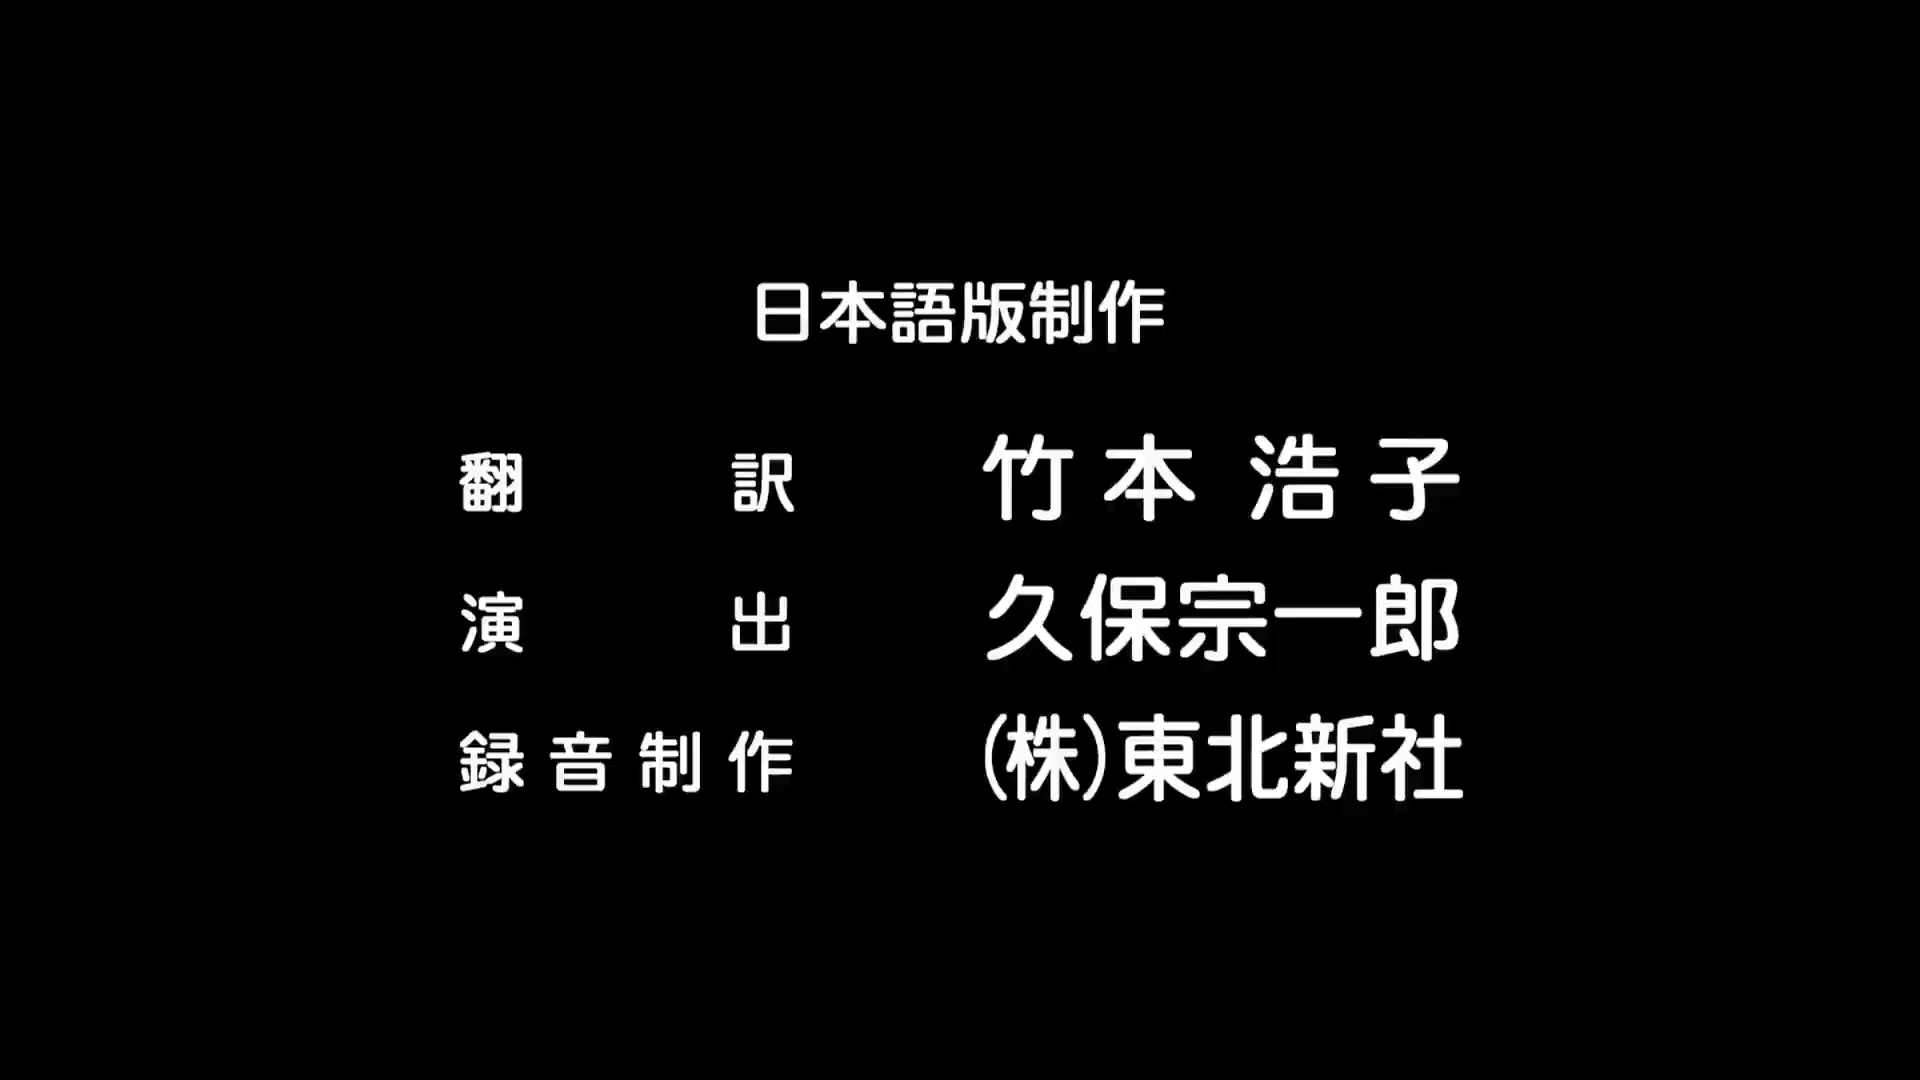 日本語版制作
翻訳 竹本 浩子
演出 久保宗一郎
録音制作 (株)東北新社